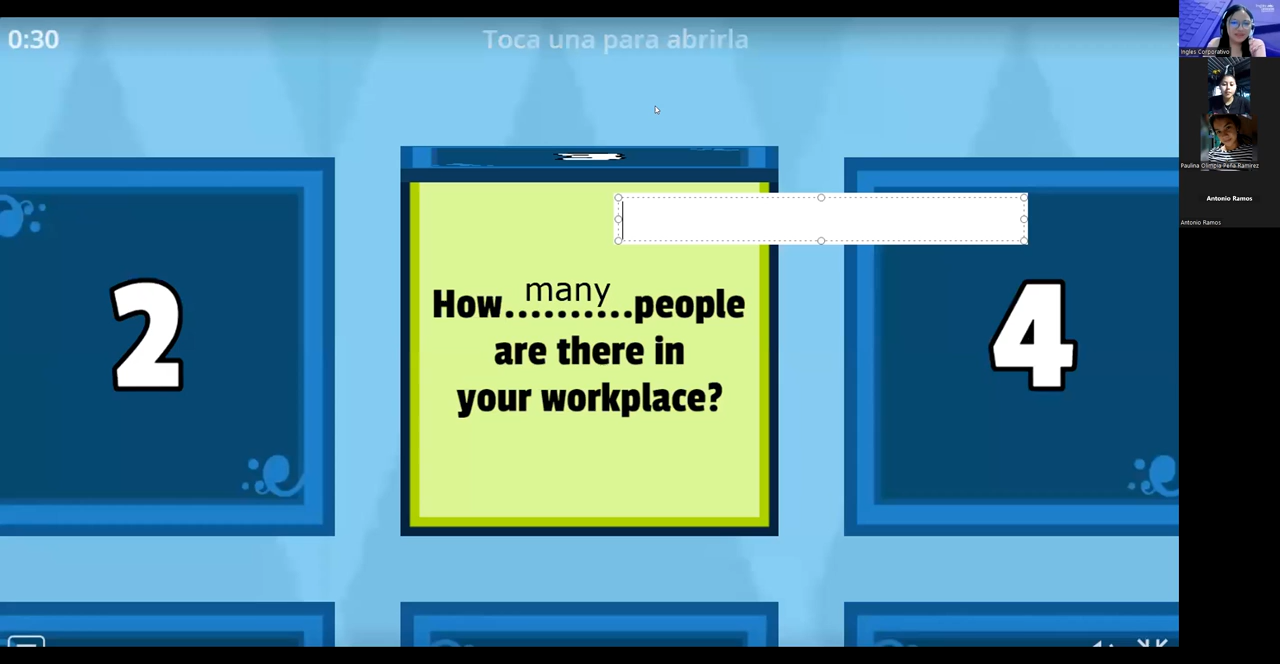 0:30
Toca una para abrirla
Ingles Corporativo
Paulina Olimpia Peña Ramirez
Antonio Ramos
Antonio Ramos
2
many
How..........people
are there in
your workplace?
4